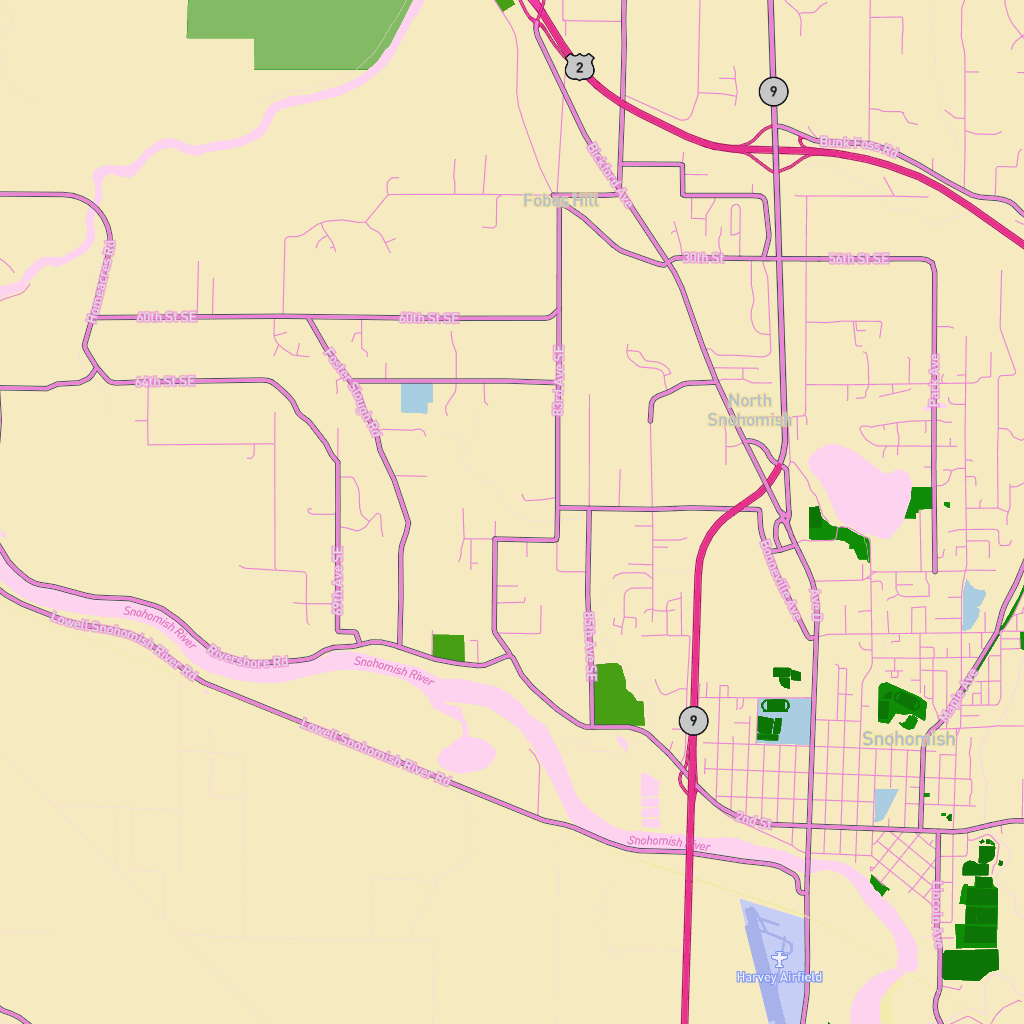 2
9
Bunk Foss Rd
Bickford Ave
Fobes Hill
30th St
56th St SE
Homeacres Rd
60th St SE
60th St SE
Foster Slough Rd
64th St SE
83rd Ave SE
Park Ave
North
Snohomish
Bonneville Ave
Ave D
67th Ave SE
85th Ave SE
Snohomish River
Lowell Snohomish River Rd
Rivershore Rd
Snohomish River
Maple Ave
9
Snohomish
Lowell Snohomish River Rd
2nd St
Snohomish River
Lincoln Ave
Harvey Airfield